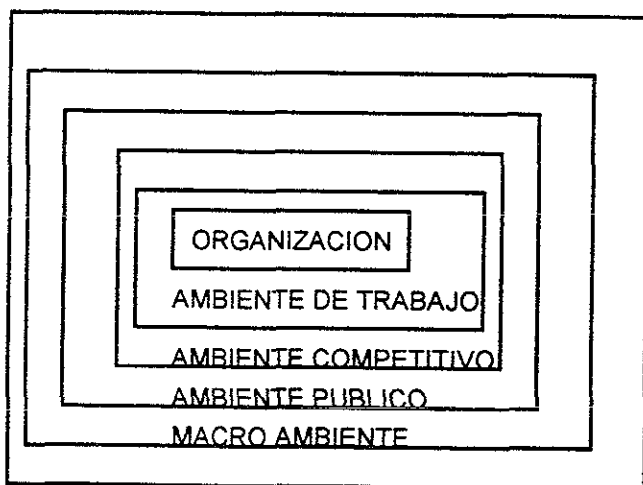 ORGANIZACION
AMBIENTE DE TRABAJO
AMBIENTE COMPETITIVO
AMBIENTE PUBLICO
MACRO AMBIENTE